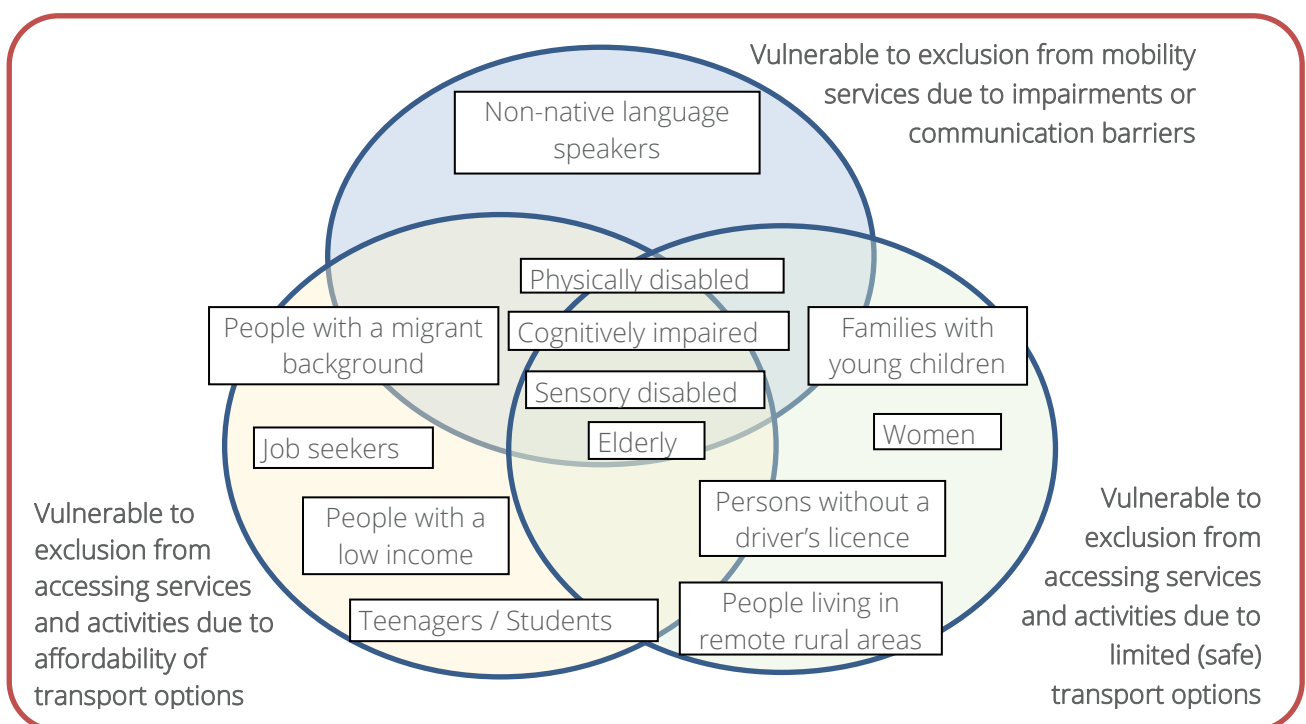 Vulnerable to exclusion from mobility
services due to impairments or
communication barriers
Non-native language
speakers
Physically disabled
People with a migrant
background
Cognitively impaired
Families with
young children
Sensory disabled
Elderly
Women
Job seekers
People with a
low income
Persons without a
driver’s licence
Teenagers / Students
People living in
remote rural areas
Vulnerable to
exclusion from
accessing services
and activities due to
affordability of
transport options
Vulnerable to
exclusion from
accessing services
and activities due to
limited (safe)
transport options